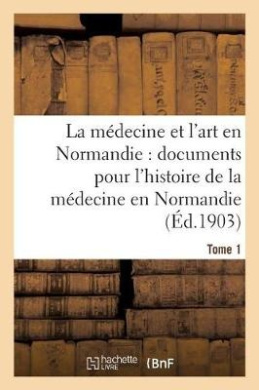 La médecine et l'art en
Normandie : documents
pour l'histoire de la
médecine en Normandie
(Éd.1903)
Tome 1
hachette
LIVRE
{BnF